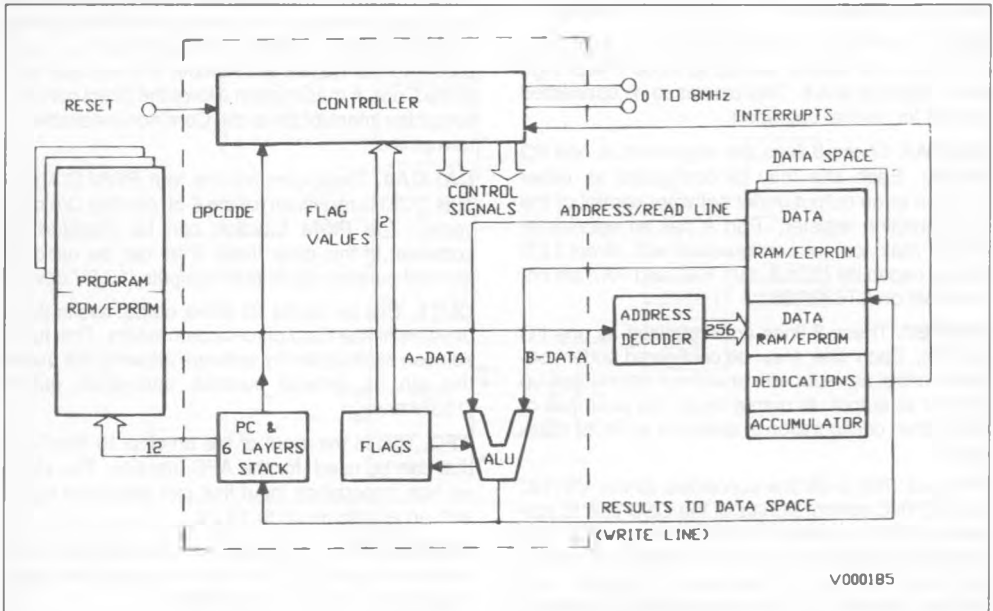 RESET
CONTROLLER
TO 8MHz
INTERRUPTS
OPCODE
FLAG
VALUES
2
CONTROL
SIGNALS
DATA SPACE
ADDRESS/READ LINE
DATA
RAM/EEPROM
PROGRAM
ROM/EPROM
ADDRESS
DECODER
256
DATA
ROM/EPROM
A-DATA
B-DATA
DEDICATIONS
ACCUMULATOR
12
PC &
6 LAYERS
STACK
FLAGS
ALU
RESULTS TO DATA SPACE
(WRITE LINE)
V000185